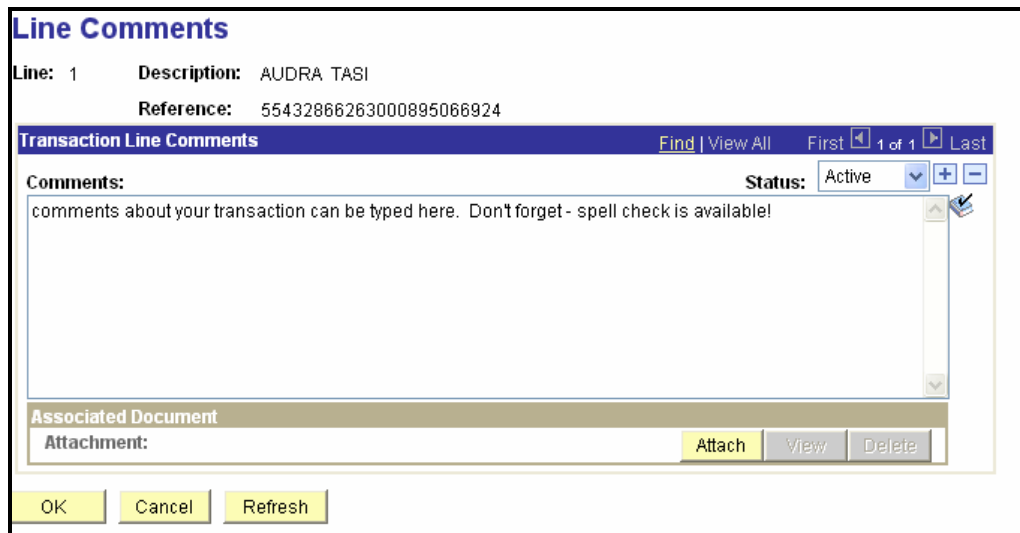 Line Comments
Line: 1 Description: AUDRA TASI
Reference: 55432866263000895066924
Transaction Line Comments Find | View All First 1 of 1 Last
Comments: Status: Active
comments about your transaction can be typed here. Don't forget - spell check is available!
Associated Document
Attachment: Attach View Delete
OK Cancel Refresh